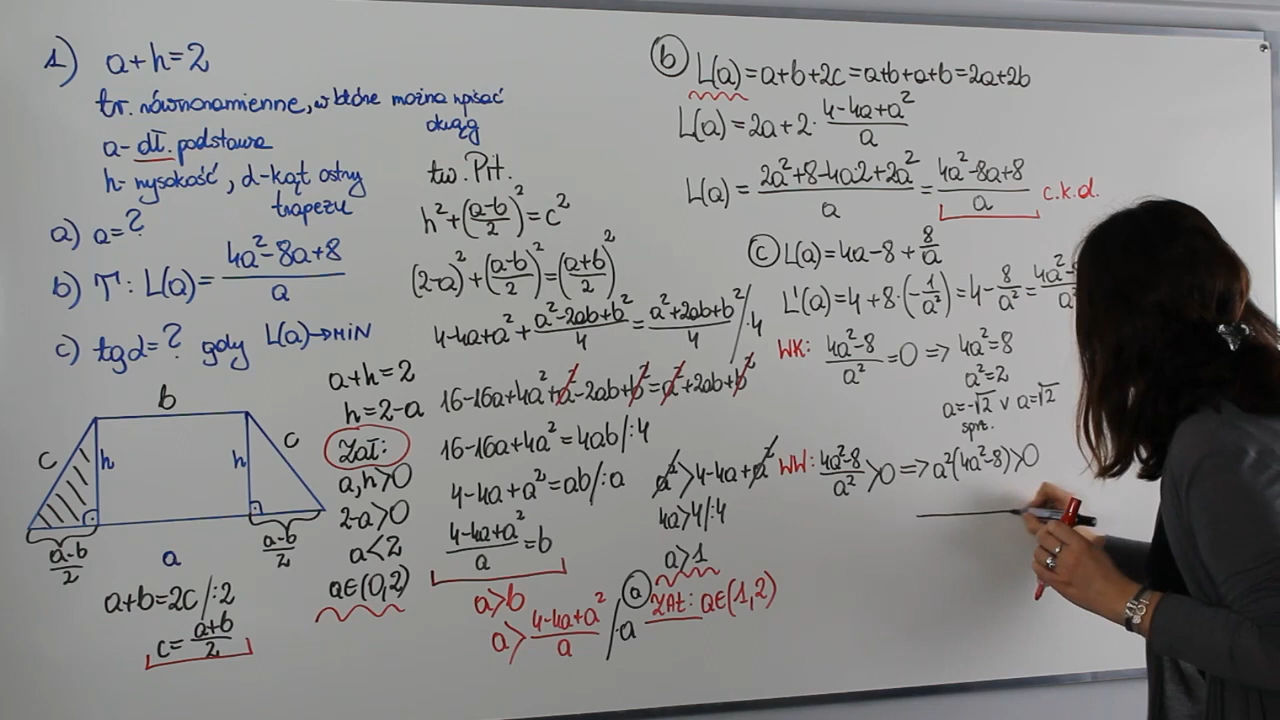 1) a+h=2
tr. równoramienne, w które można wpisać
okrąg
a- dł. podstawa
h- wysokość, α-kąt ostry
trapezu
a) a=?
b) T: L(a)= (4a²-8a+8)/a
c) tgα=? gdy L(a)→MIN
b
c h h c
(a-b)/2 a (a-b)/2
a+b=2c/:2
c=(a+b)/2
a+h=2
h=2-a
Zał:
a,h>0
2-a>0
a<2
a∈(0,2)
tw. Pit.
h²+((a-b)/2)²=c²
(2-a)²+((a-b)/2)²=((a+b)/2)²
4-4a+a²+(a²-2ab+b²)/4=(a²+2ab+b²)/4 /·4
16-16a+4a²+a²-2ab+b²=a²+2ab+b²
16-16a+4a²=4ab/:4
4-4a+a²=ab/:a
(4-4a+a²)/a=b
a>b
a>(4-4a+a²)/a /·a
a²>4-4a+a²
4a>4/:4
a>1
a ZAŁ: a∈(1,2)
b L(a)=a+b+2c=a+b+a+b=2a+2b
L(a)=2a+2·(4-4a+a²)/a
L(a)=(2a²+8-4a2+2a²)/a=(4a²-8a+8)/a c.k.d.
c L(a)=4a-8+8/a
L'(a)=4+8·(-1/a²)=4-8/a²=
WK: (4a²-8)/a²=0 => 4a²=8
a²=2
a=-√2 v a=√2
sprz.
WW: (4a²-8)/a²>0 => a²(4a²-8)>0